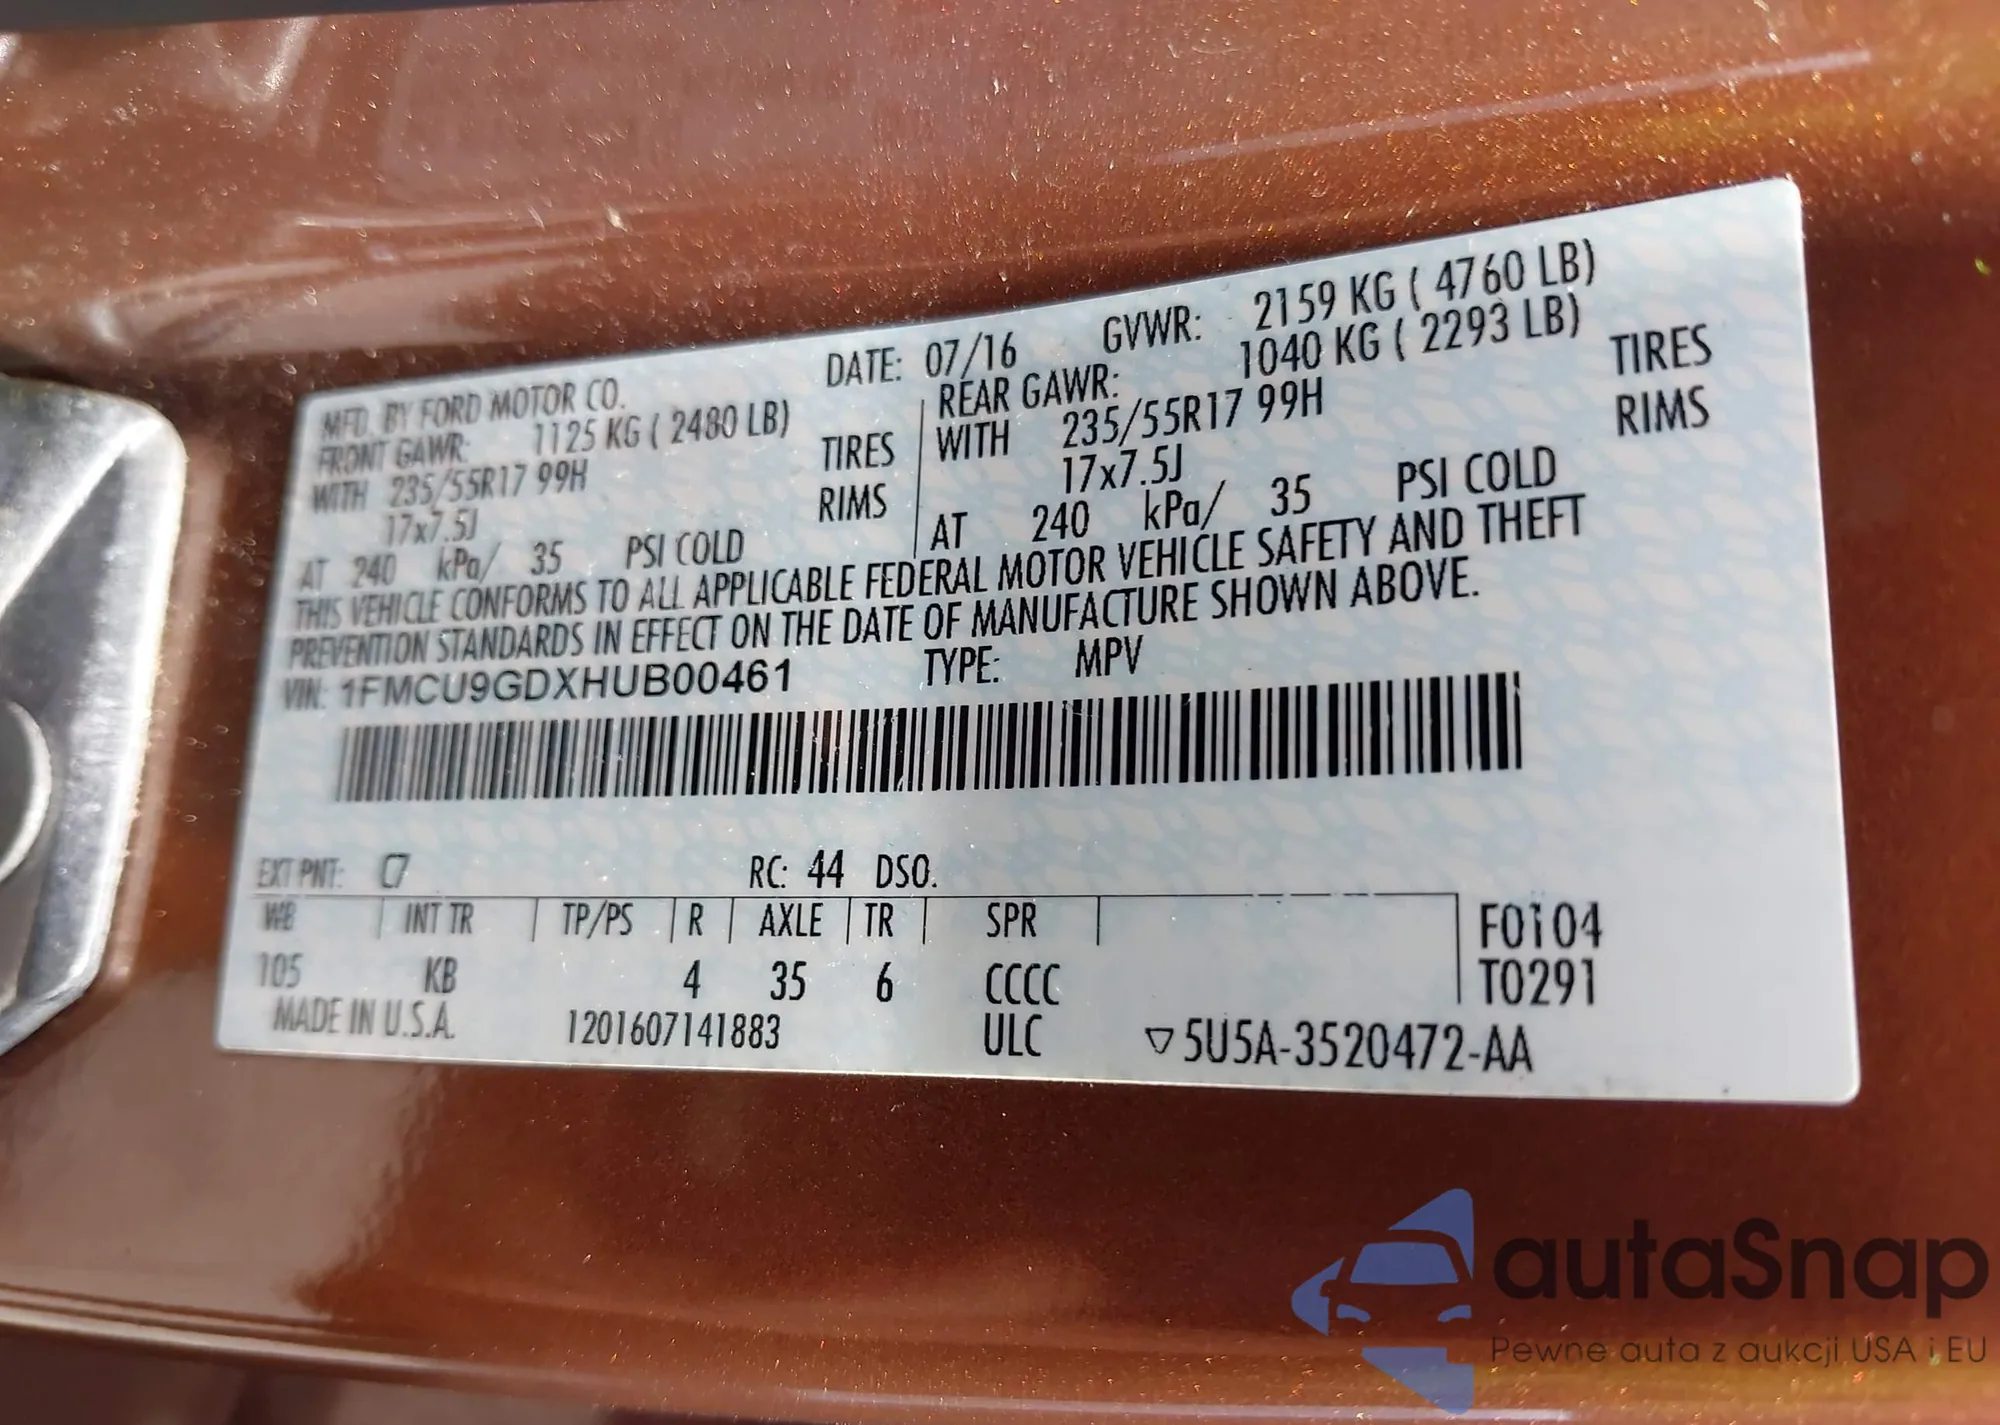 MFD. BY FORD MOTOR CO. DATE: 07/16 GVWR: 2159 KG ( 4760 LB)
FRONT GAWR: 1125 KG ( 2480 LB) REAR GAWR: 1040 KG ( 2293 LB)
WITH 235/55R17 99H TIRES WITH 235/55R17 99H TIRES
17x7.5J RIMS 17x7.5J RIMS
AT 240 kPa/ 35 PSI COLD AT 240 kPa/ 35 PSI COLD
THIS VEHICLE CONFORMS TO ALL APPLICABLE FEDERAL MOTOR VEHICLE SAFETY AND THEFT
PREVENTION STANDARDS IN EFFECT ON THE DATE OF MANUFACTURE SHOWN ABOVE.
VIN: 1FMCU9GDXHUB00461 TYPE: MPV
EXT PNT: C7 RC: 44 DSO.
WB INT TR TP/PS R AXLE TR SPR F0104
105 KB 4 35 6 CCCC T0291
MADE IN U.S.A. 1201607141883 ULC ▽5U5A-3520472-AA
autaSnap
Pewne auta z aukcji USA i EU